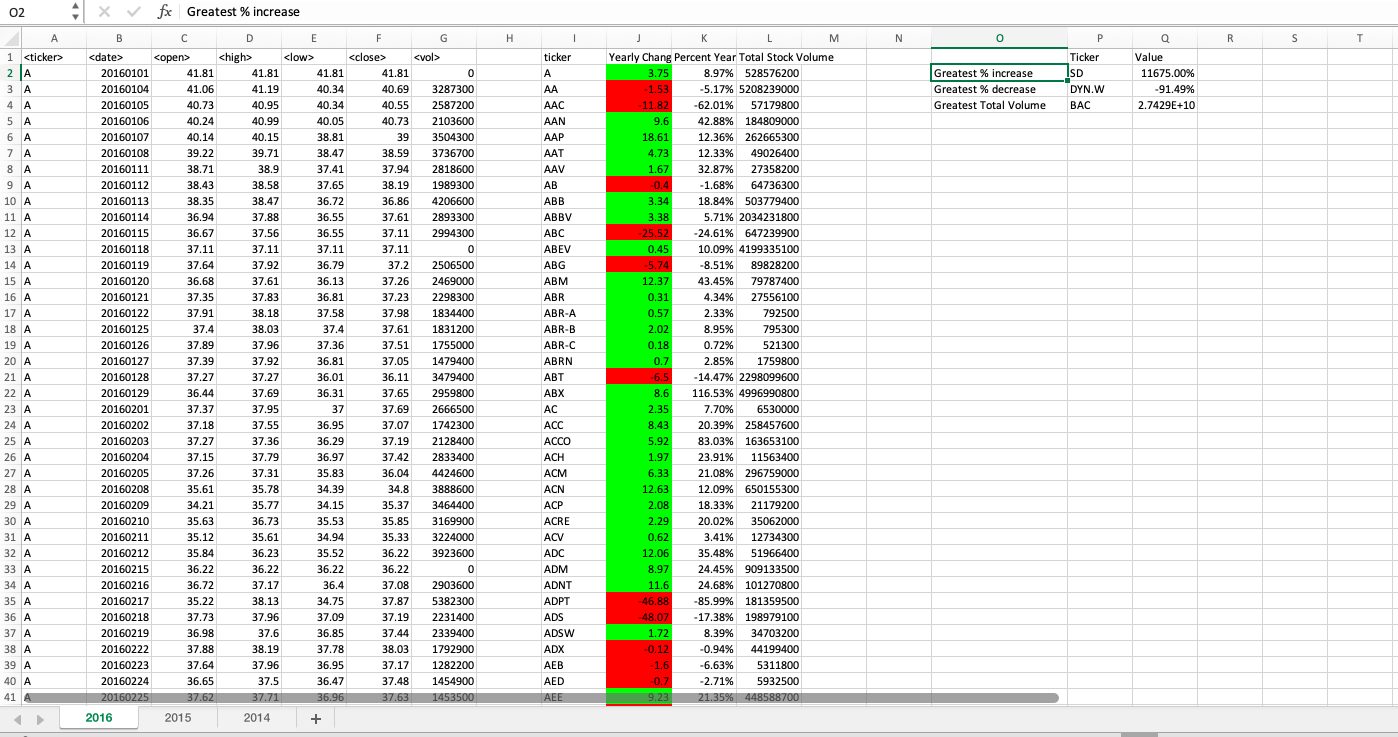 O2 fx Greatest % increase
A B C D E F G H I J K L M N O P Q R S T
1 <ticker> <date> <open> <high> <low> <close> <vol> ticker Yearly Chang Percent Year Total Stock Volume Ticker Value
2 A 20160101 41.81 41.81 41.81 41.81 0 A 3.75 8.97% 528576200 Greatest % increase SD 11675.00%
3 A 20160104 41.06 41.19 40.34 40.69 3287300 AA -1.53 -5.17% 5208239000 Greatest % decrease DYN.W -91.49%
4 A 20160105 40.73 40.95 40.34 40.55 2587200 AAC -11.82 -62.01% 57179800 Greatest Total Volume BAC 2.7429E+10
5 A 20160106 40.24 40.99 40.05 40.73 2103600 AAN 9.6 42.88% 184809000
6 A 20160107 40.14 40.15 38.81 39 3504300 AAP 18.61 12.36% 262665300
7 A 20160108 39.22 39.71 38.47 38.59 3736700 AAT 4.73 12.33% 49026400
8 A 20160111 38.71 38.9 37.41 37.94 2818600 AAV 1.67 32.87% 27358200
9 A 20160112 38.43 38.58 37.65 38.19 1989300 AB -0.4 -1.68% 64736300
10 A 20160113 38.35 38.47 36.72 36.86 4206600 ABB 3.34 18.84% 503779400
11 A 20160114 36.94 37.88 36.55 37.61 2893300 ABBV 3.38 5.71% 2034231800
12 A 20160115 36.67 37.56 36.55 37.11 2994300 ABC -25.52 -24.61% 647239900
13 A 20160118 37.11 37.11 37.11 37.11 0 ABEV 0.45 10.09% 4199335100
14 A 20160119 37.64 37.92 36.79 37.2 2506500 ABG -5.74 -8.51% 89828200
15 A 20160120 36.68 37.61 36.13 37.26 2469000 ABM 12.37 43.45% 79787400
16 A 20160121 37.35 37.83 36.81 37.23 2298300 ABR 0.31 4.34% 27556100
17 A 20160122 37.91 38.18 37.58 37.98 1834400 ABR-A 0.57 2.33% 792500
18 A 20160125 37.4 38.03 37.4 37.61 1831200 ABR-B 2.02 8.95% 795300
19 A 20160126 37.89 37.96 37.36 37.51 1755000 ABR-C 0.18 0.72% 521300
20 A 20160127 37.39 37.92 36.81 37.05 1479400 ABRN 0.7 2.85% 1759800
21 A 20160128 37.27 37.27 36.01 36.11 3479400 ABT -6.5 -14.47% 2298099600
22 A 20160129 36.44 37.69 36.31 37.65 2959800 ABX 8.6 116.53% 4996990800
23 A 20160201 37.37 37.95 37 37.69 2666500 AC 2.35 7.70% 6530000
24 A 20160202 37.18 37.55 36.95 37.07 1742300 ACC 8.43 20.39% 258457600
25 A 20160203 37.27 37.36 36.29 37.19 2128400 ACCO 5.92 83.03% 163653100
26 A 20160204 37.15 37.79 36.97 37.42 2833400 ACH 1.97 23.91% 11563400
27 A 20160205 37.26 37.31 35.83 36.04 4424600 ACM 6.33 21.08% 296759000
28 A 20160208 35.61 35.78 34.39 34.8 3888600 ACN 12.63 12.09% 650155300
29 A 20160209 34.21 35.77 34.15 35.37 3464400 ACP 2.08 18.33% 21179200
30 A 20160210 35.63 36.73 35.53 35.85 3169900 ACRE 2.29 20.02% 35062000
31 A 20160211 35.12 35.61 34.94 35.33 3224000 ACV 0.62 3.41% 12734300
32 A 20160212 35.84 36.23 35.52 36.22 3923600 ADC 12.06 35.48% 51966400
33 A 20160215 36.22 36.22 36.22 36.22 0 ADM 8.97 24.45% 909133500
34 A 20160216 36.72 37.17 36.4 37.08 2903600 ADNT 11.6 24.68% 101270800
35 A 20160217 35.22 38.13 34.75 37.87 5382300 ADPT -46.88 -85.99% 181359500
36 A 20160218 37.73 37.96 37.09 37.19 2231400 ADS -48.07 -17.38% 198979100
37 A 20160219 36.98 37.6 36.85 37.44 2339400 ADSW 1.72 8.39% 34703200
38 A 20160222 37.88 38.19 37.78 38.03 1792900 ADX -0.12 -0.94% 44199400
39 A 20160223 37.64 37.96 36.95 37.17 1282200 AEB -1.6 -6.63% 5311800
40 A 20160224 36.65 37.5 36.47 37.48 1454900 AED -0.7 -2.71% 5932500
41 A 20160225 37.62 37.71 36.96 37.63 1453500 AEE 9.23 21.35% 448588700
2016 2015 2014 +